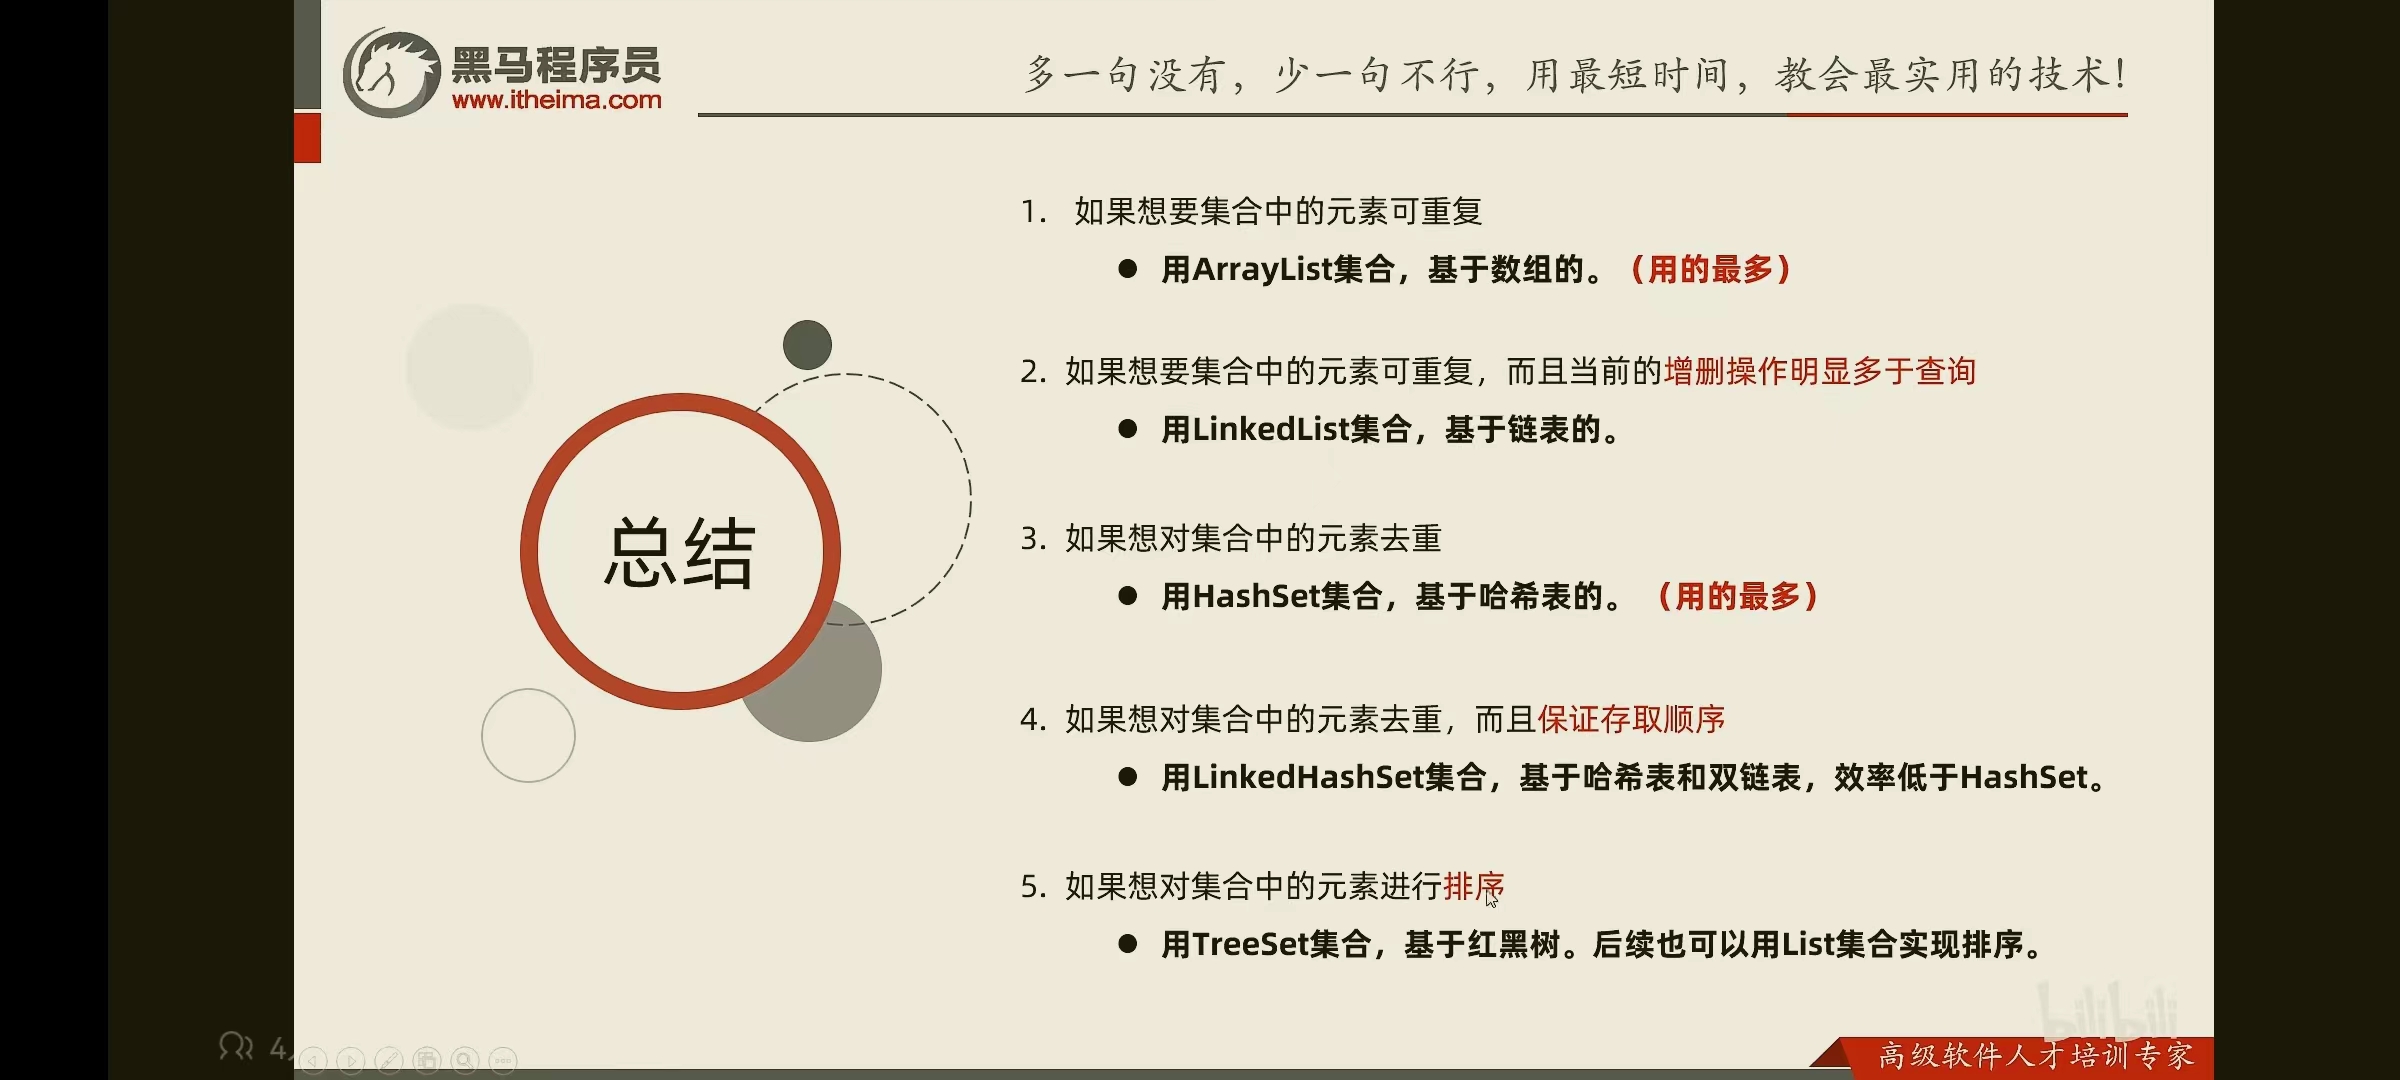 黑马程序员
www.itheima.com
多一句没有，少一句不行，用最短时间，教会最实用的技术！
1. 如果想要集合中的元素可重复
● 用ArrayList集合，基于数组的。（用的最多）
2. 如果想要集合中的元素可重复，而且当前的增删操作明显多于查询
● 用LinkedList集合，基于链表的。
3. 如果想对集合中的元素去重
● 用HashSet集合，基于哈希表的。（用的最多）
4. 如果想对集合中的元素去重，而且保证存取顺序
● 用LinkedHashSet集合，基于哈希表和双链表，效率低于HashSet。
5. 如果想对集合中的元素进行排序
● 用TreeSet集合，基于红黑树。后续也可以用List集合实现排序。
总结
bilibili
4
高级软件人才培训专家